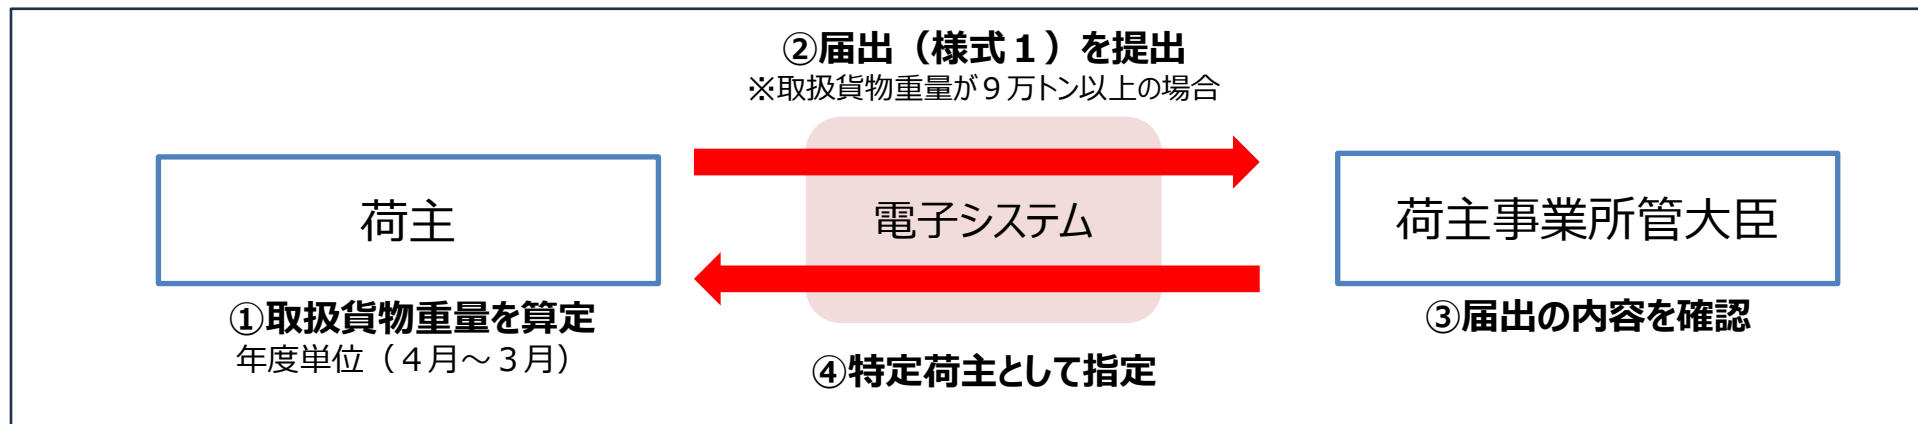 ②届出（様式１）を提出
※取扱貨物重量が９万トン以上の場合
荷主
電子システム
荷主事業所管大臣
①取扱貨物重量を算定
年度単位（４月～３月）
③届出の内容を確認
④特定荷主として指定